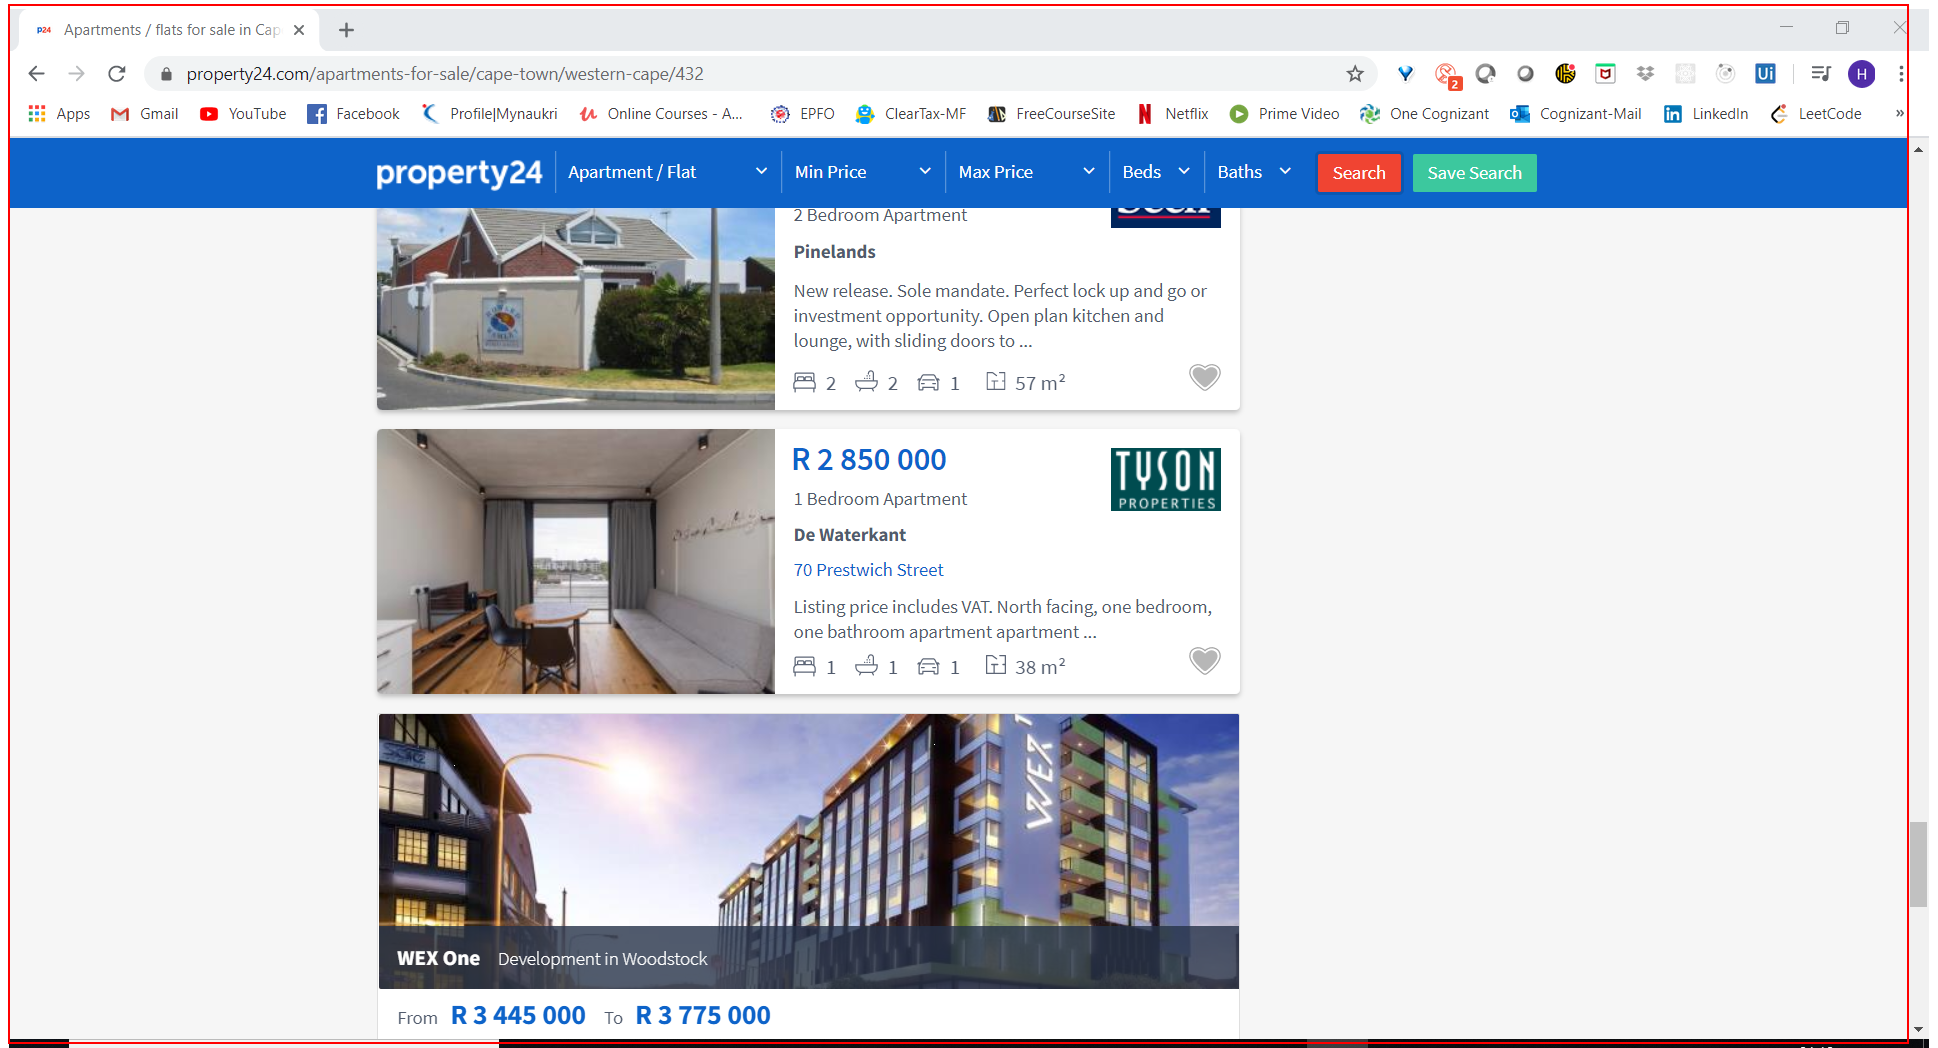 P24 Apartments / flats for sale in Cap
property24.com/apartments-for-sale/cape-town/western-cape/432
2
Ui
H
Apps Gmail YouTube Facebook Profile|Mynaukri Online Courses - A... EPFO ClearTax-MF FreeCourseSite Netflix Prime Video One Cognizant Cognizant-Mail LinkedIn LeetCode »
property24 Apartment / Flat Min Price Max Price Beds Baths Search Save Search
2 Bedroom Apartment
Pinelands
New release. Sole mandate. Perfect lock up and go or
investment opportunity. Open plan kitchen and
lounge, with sliding doors to ...
2 2 1 57 m²
R 2 850 000
TYSON
PROPERTIES
1 Bedroom Apartment
De Waterkant
70 Prestwich Street
Listing price includes VAT. North facing, one bedroom,
one bathroom apartment apartment ...
1 1 1 38 m²
WEX 1
WEX One Development in Woodstock
From R 3 445 000 To R 3 775 000